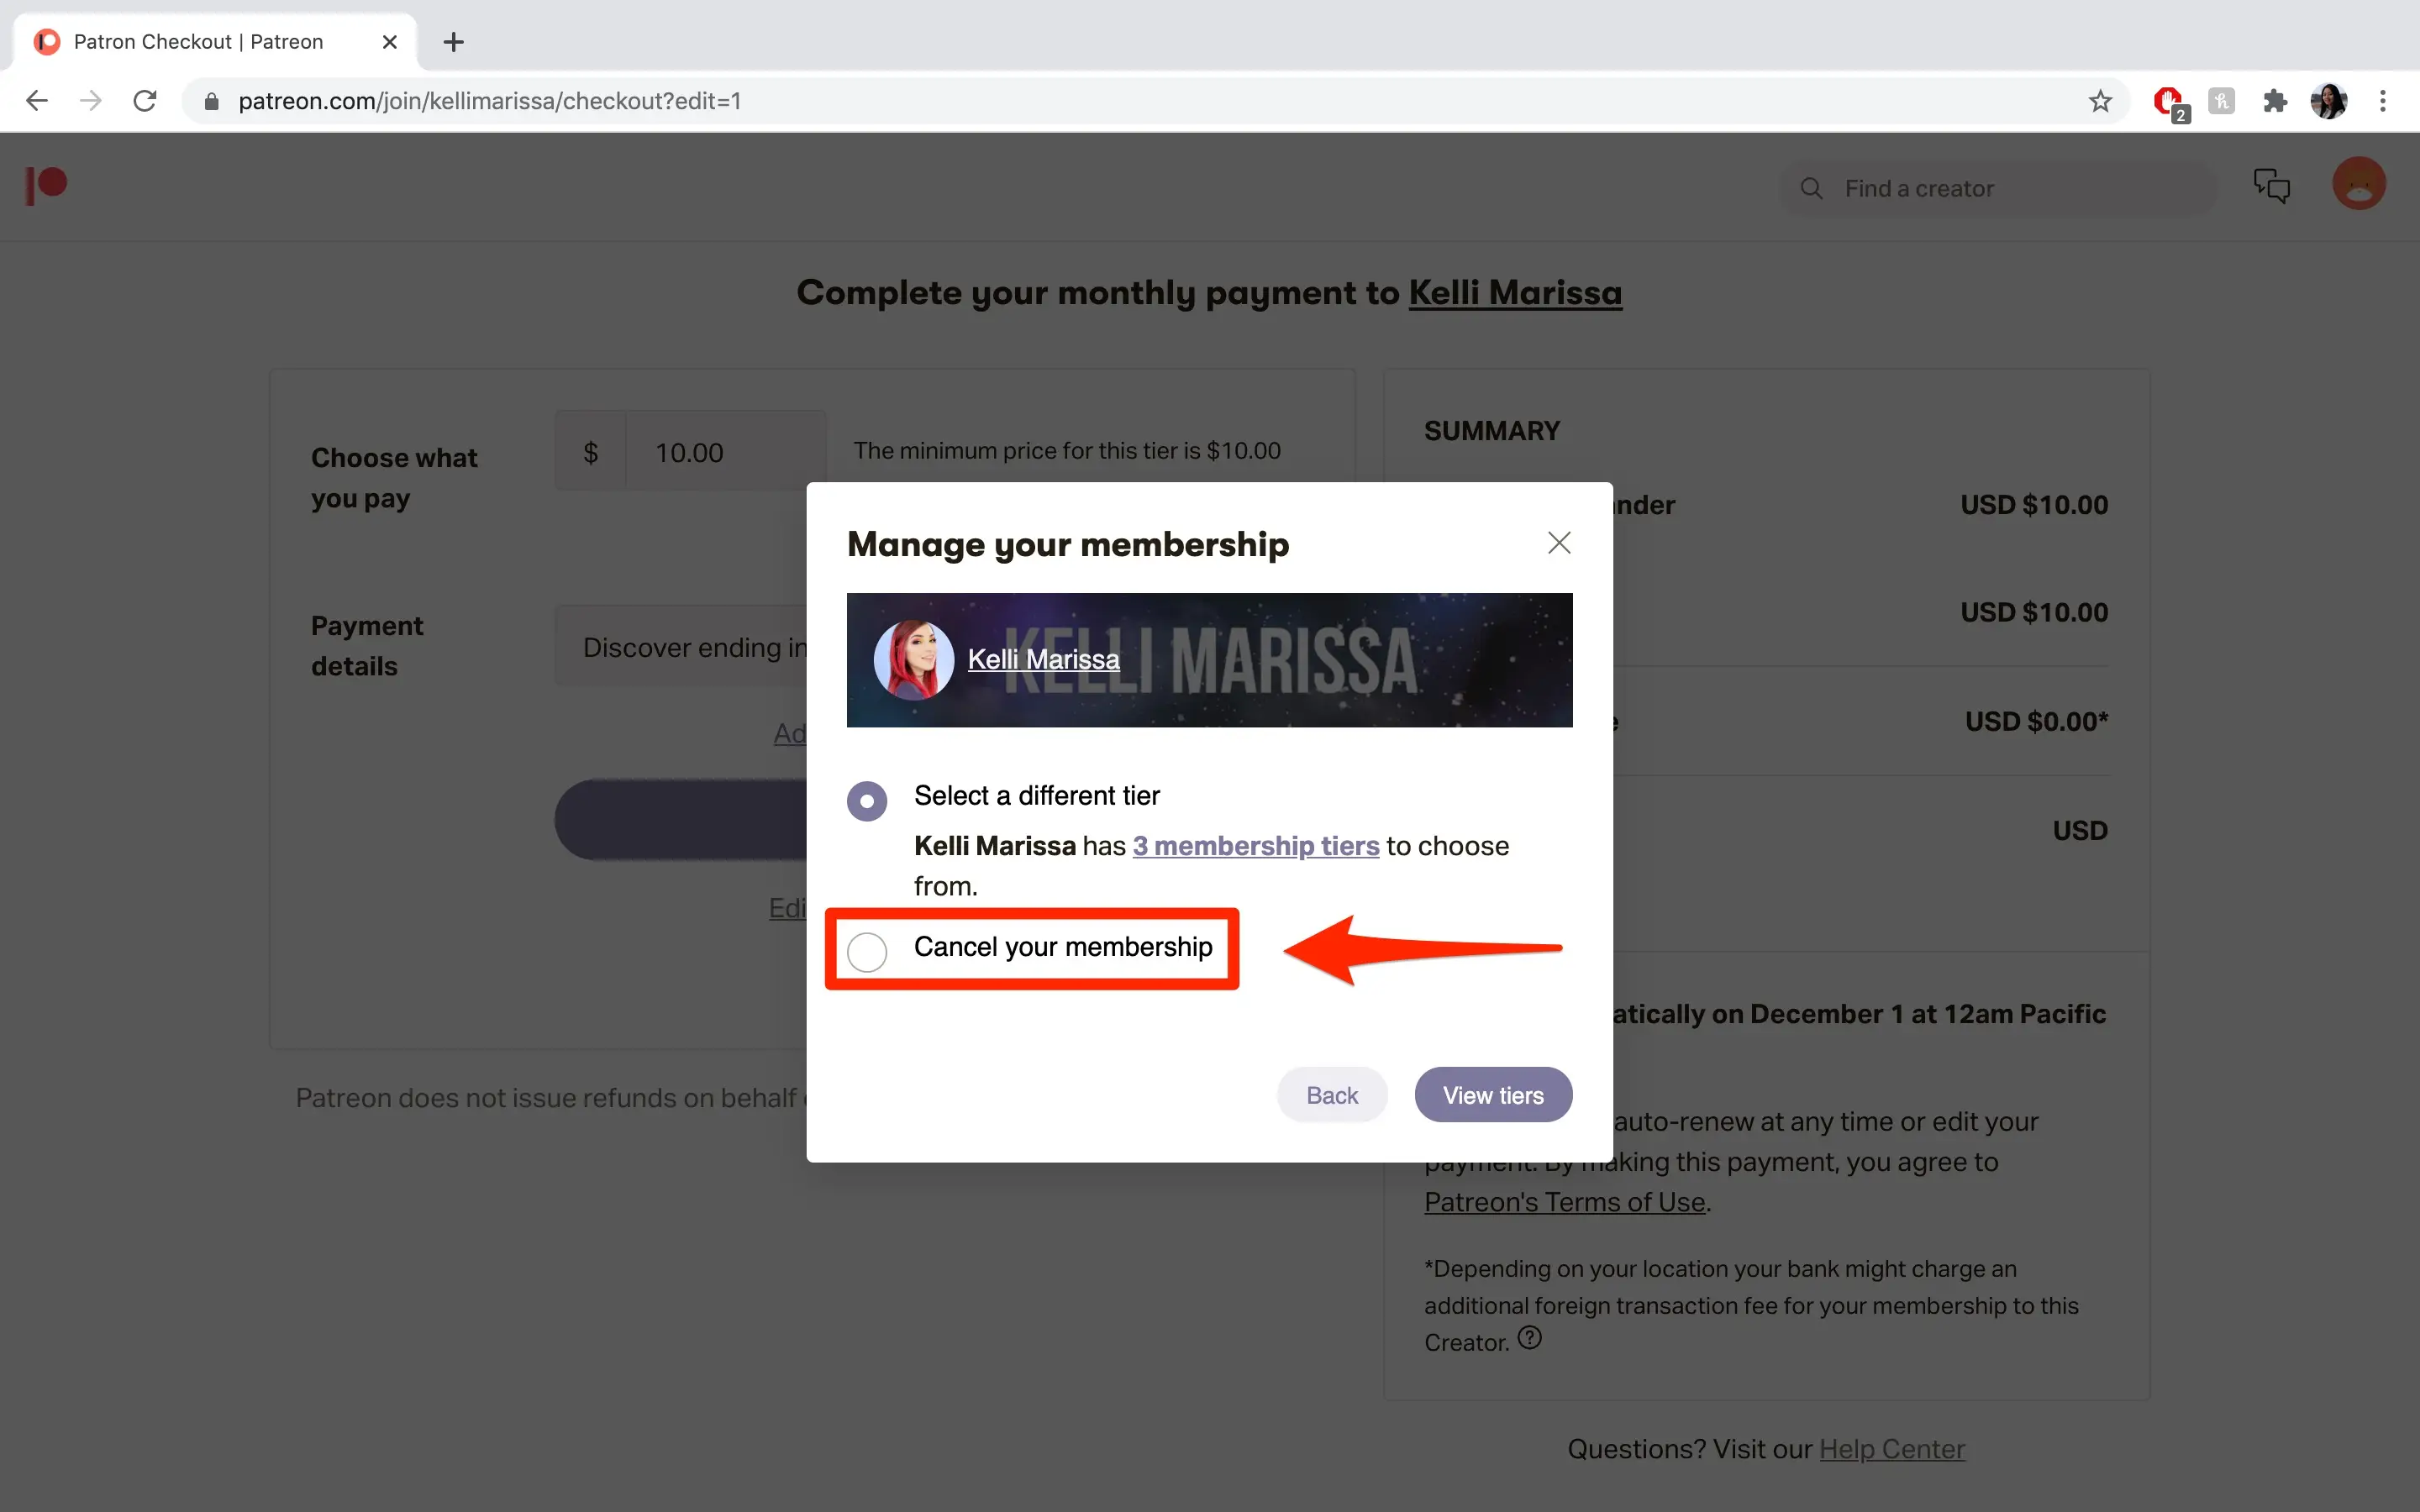 Patron Checkout | Patreon
patreon.com/join/kellimarissa/checkout?edit=1
2
Find a creator
Complete your monthly payment to Kelli Marissa
Choose what
you pay
$ 10.00
The minimum price for this tier is $10.00
Payment
details
Discover ending in
SUMMARY
USD $10.00
USD $10.00
USD $0.00*
USD
Manage your membership
KELLI MARISSA
Kelli Marissa
Select a different tier
Kelli Marissa has 3 membership tiers to choose
from.
Cancel your membership
Back
View tiers
Patreon does not issue refunds on behalf
on December 1 at 12am Pacific
auto-renew at any time or edit your
payment. By making this payment, you agree to
Patreon's Terms of Use.
*Depending on your location your bank might charge an
additional foreign transaction fee for your membership to this
Creator. ?
Questions? Visit our Help Center